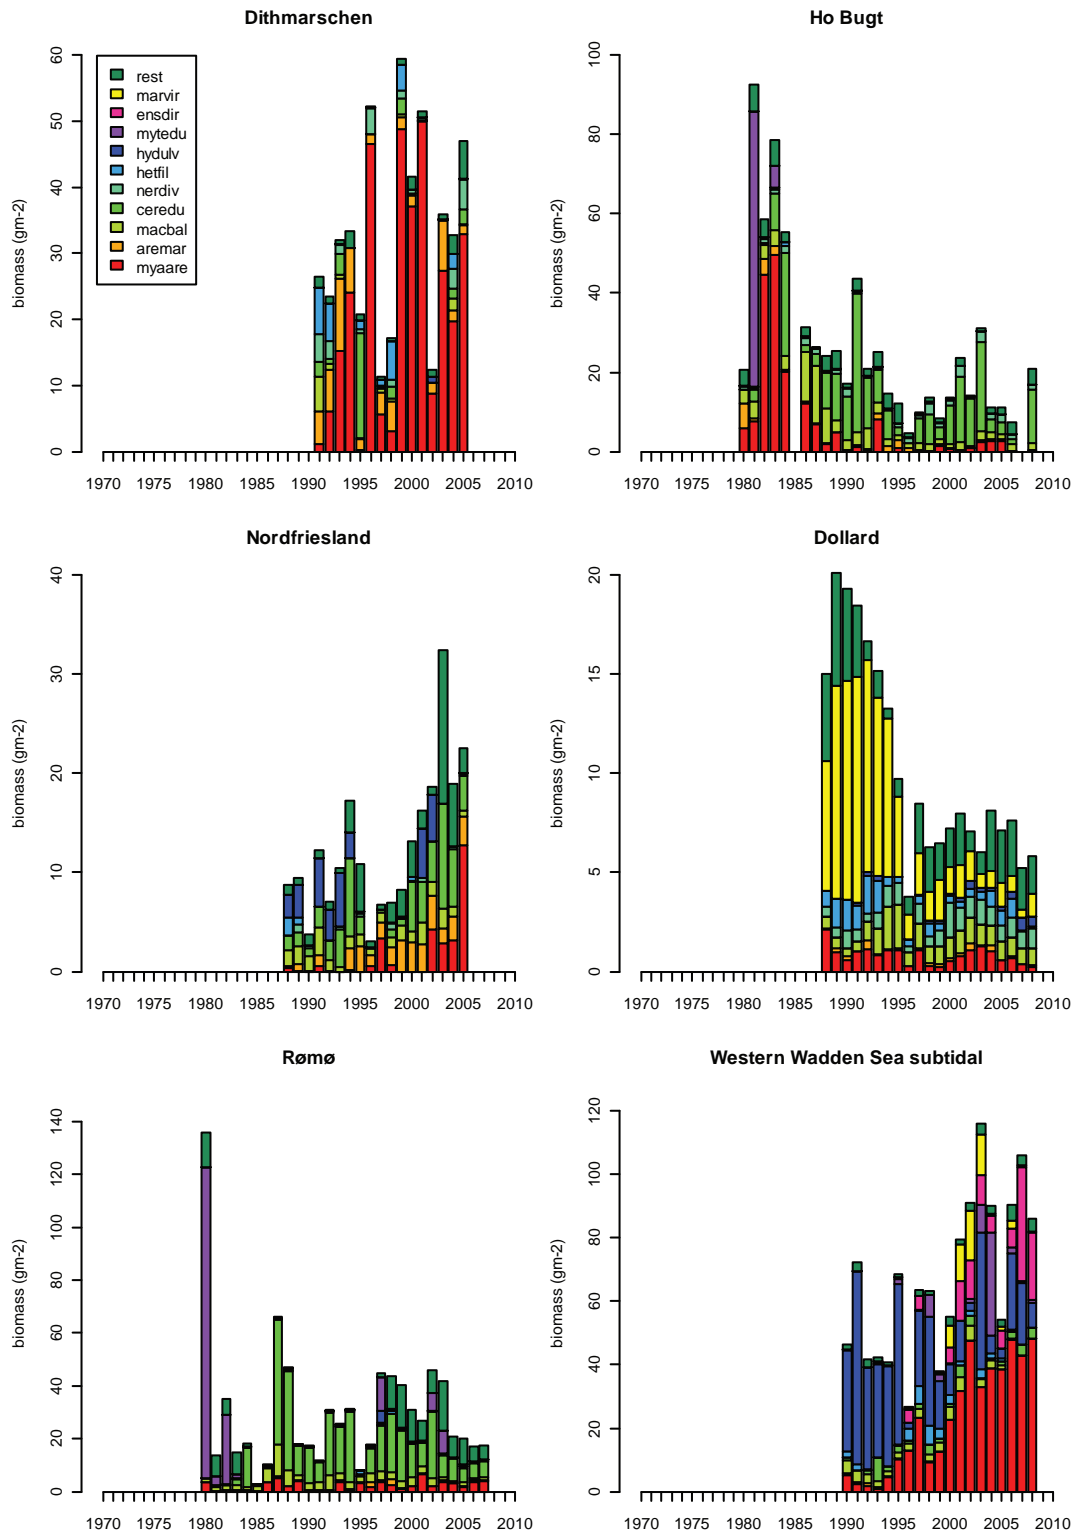 Dithmarschen
biomass (gm-2)
60
50
40
30
20
10
0
rest
marvir
ensdir
mytedu
hydulv
hetfil
nerdiv
ceredu
macbal
aremar
myaare
1970 1975 1980 1985 1990 1995 2000 2005 2010
Ho Bugt
biomass (gm-2)
100
80
60
40
20
0
1970 1975 1980 1985 1990 1995 2000 2005 2010
Nordfriesland
biomass (gm-2)
40
30
20
10
0
1970 1975 1980 1985 1990 1995 2000 2005 2010
Dollard
biomass (gm-2)
20
15
10
5
0
1970 1975 1980 1985 1990 1995 2000 2005 2010
Rømø
biomass (gm-2)
140
120
100
80
60
40
20
0
1970 1975 1980 1985 1990 1995 2000 2005 2010
Western Wadden Sea subtidal
biomass (gm-2)
120
100
80
60
40
20
0
1970 1975 1980 1985 1990 1995 2000 2005 2010